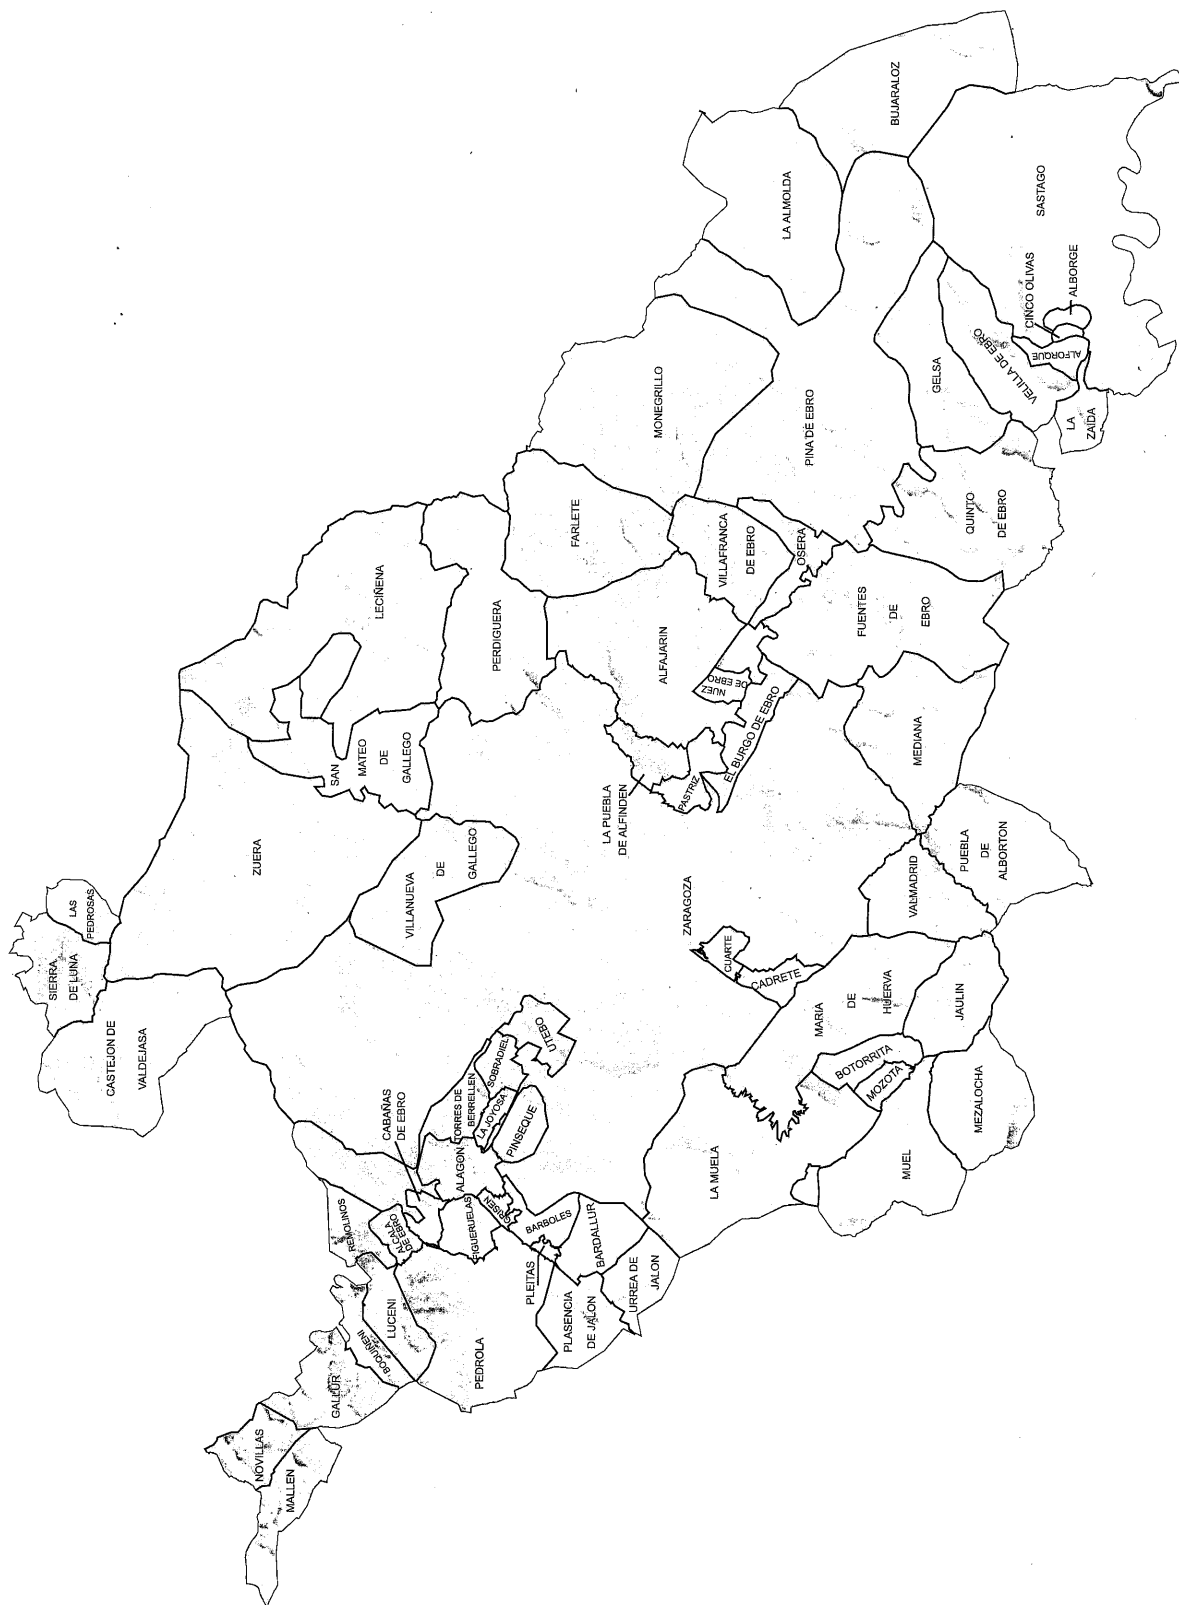 NOVILLAS
MALLEN
GALLUR
BOQUIÑENI
LUCENI
REMOLINOS
ALCALA
DE EBRO
CABAÑAS
DE EBRO
PEDROLA
FIGUERUELAS
ALAGON
GRISEN
TORRES DE
BERRELLEN
LA JOYOSA
SOBRADIEL
PINSEQUE
UTEBO
BARBOLES
PLEITAS
BARDALLUR
PLASENCIA
DE JALON
URREA DE
JALON
CASTEJON DE
VALDEJASA
SIERRA
DE LUNA
LAS
PEDROSAS
ZUERA
VILLANUEVA
DE
GALLEGO
SAN
MATEO
DE
GALLEGO
LECIÑENA
PERDIGUERA
ZARAGOZA
CUARTE
CADRETE
MARIA
DE
HUERVA
BOTORRITA
MOZOTA
LA MUELA
MUEL
MEZALOCHA
JAULIN
VALMADRID
PUEBLA
DE
ALBORTON
MEDIANA
LA PUEBLA
DE ALFINDEN
PASTRIZ
EL BURGO DE EBRO
NUEZ
DE EBRO
ALFAJARIN
FARLETE
VILLAFRANCA
DE EBRO
OSERA
FUENTES
DE
EBRO
MONEGRILLO
PINA DE EBRO
QUINTO
DE EBRO
GELSA
VELILLA DE EBRO
LA
ZAIDA
ALFORQUE
CINCO OLIVAS
ALBORGE
SASTAGO
LA ALMOLDA
BUJARALOZ